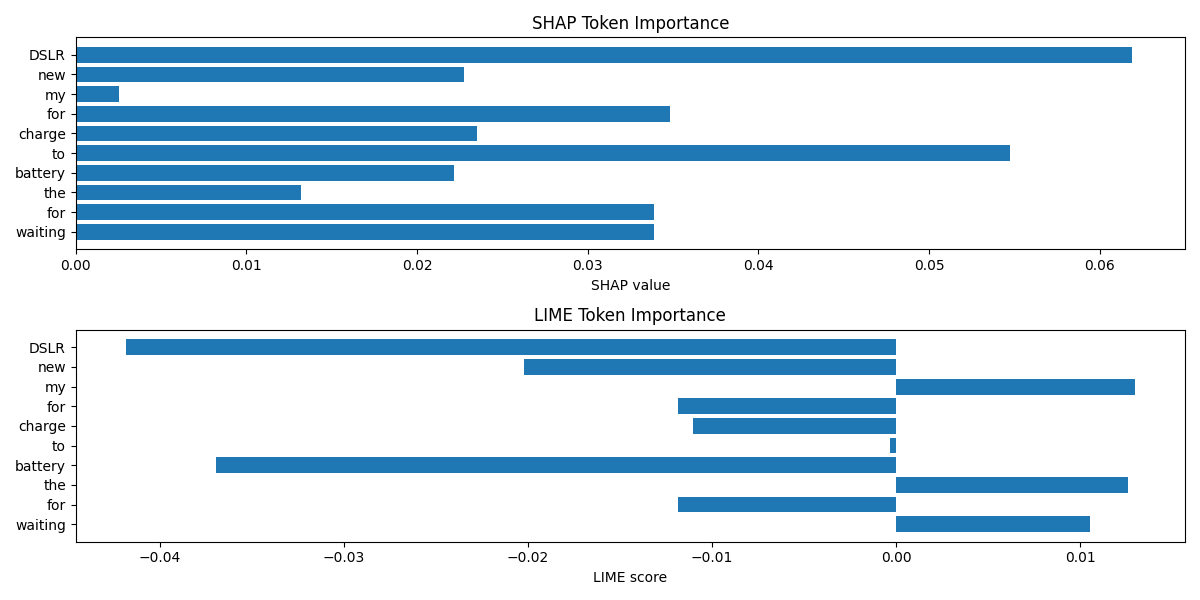 SHAP Token Importance
DSLR
new
my
for
charge
to
battery
the
for
waiting
0.00 0.01 0.02 0.03 0.04 0.05 0.06
SHAP value
LIME Token Importance
DSLR
new
my
for
charge
to
battery
the
for
waiting
−0.04 −0.03 −0.02 −0.01 0.00 0.01
LIME score